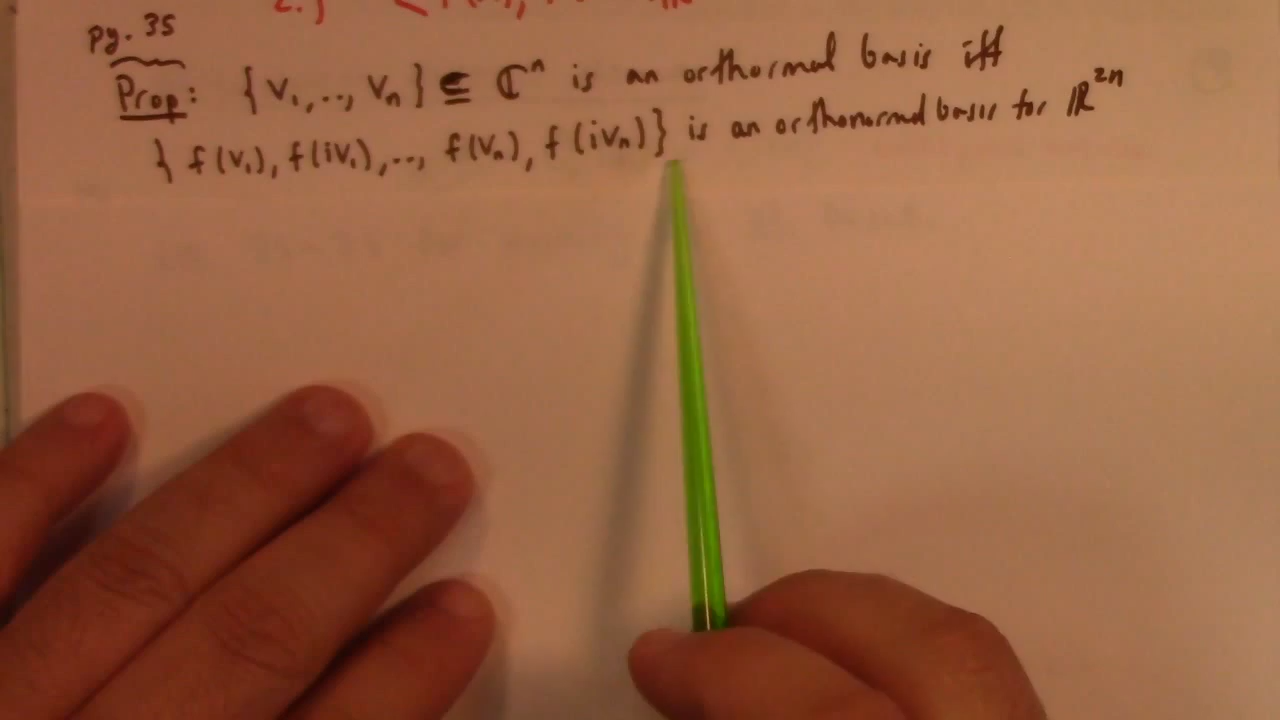 pg. 35
Prop: {v₁,.., vₙ} ⊆ ℂⁿ is an orthormal basis iff
{ f(v₁), f(iv₁),.., f(vₙ), f(ivₙ)} is an orthonormal basis for ℝ²ⁿ